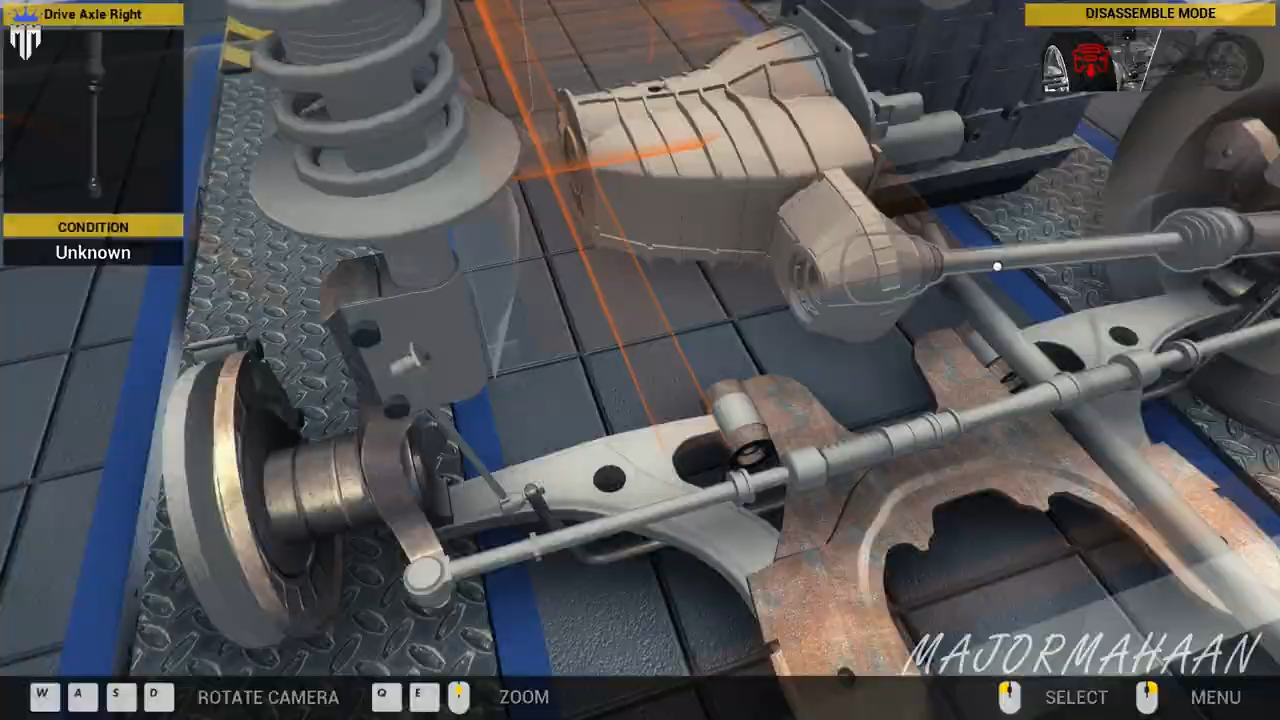 Drive Axle Right
DISASSEMBLE MODE
CONDITION
Unknown
MAJORMAHAAN
W A S D ROTATE CAMERA Q E ZOOM SELECT MENU